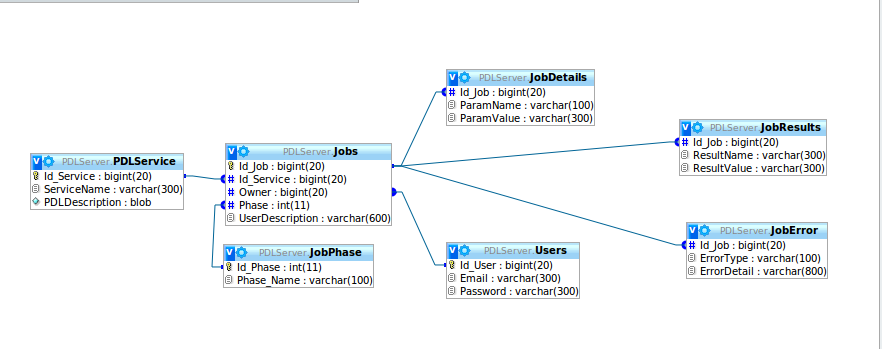 PDLServer.JobDetails
Id_Job : bigint(20)
ParamName : varchar(100)
ParamValue : varchar(300)
PDLServer.JobResults
Id_Job : bigint(20)
ResultName : varchar(300)
ResultValue : varchar(300)
PDLServer.Jobs
Id_Job : bigint(20)
Id_Service : bigint(20)
Owner : bigint(20)
Phase : int(11)
UserDescription : varchar(600)
PDLServer.PDLService
Id_Service : bigint(20)
ServiceName : varchar(300)
PDLDescription : blob
PDLServer.JobError
Id_Job : bigint(20)
ErrorType : varchar(100)
ErrorDetail : varchar(800)
PDLServer.JobPhase
Id_Phase : int(11)
Phase_Name : varchar(100)
PDLServer.Users
Id_User : bigint(20)
Email : varchar(300)
Password : varchar(300)